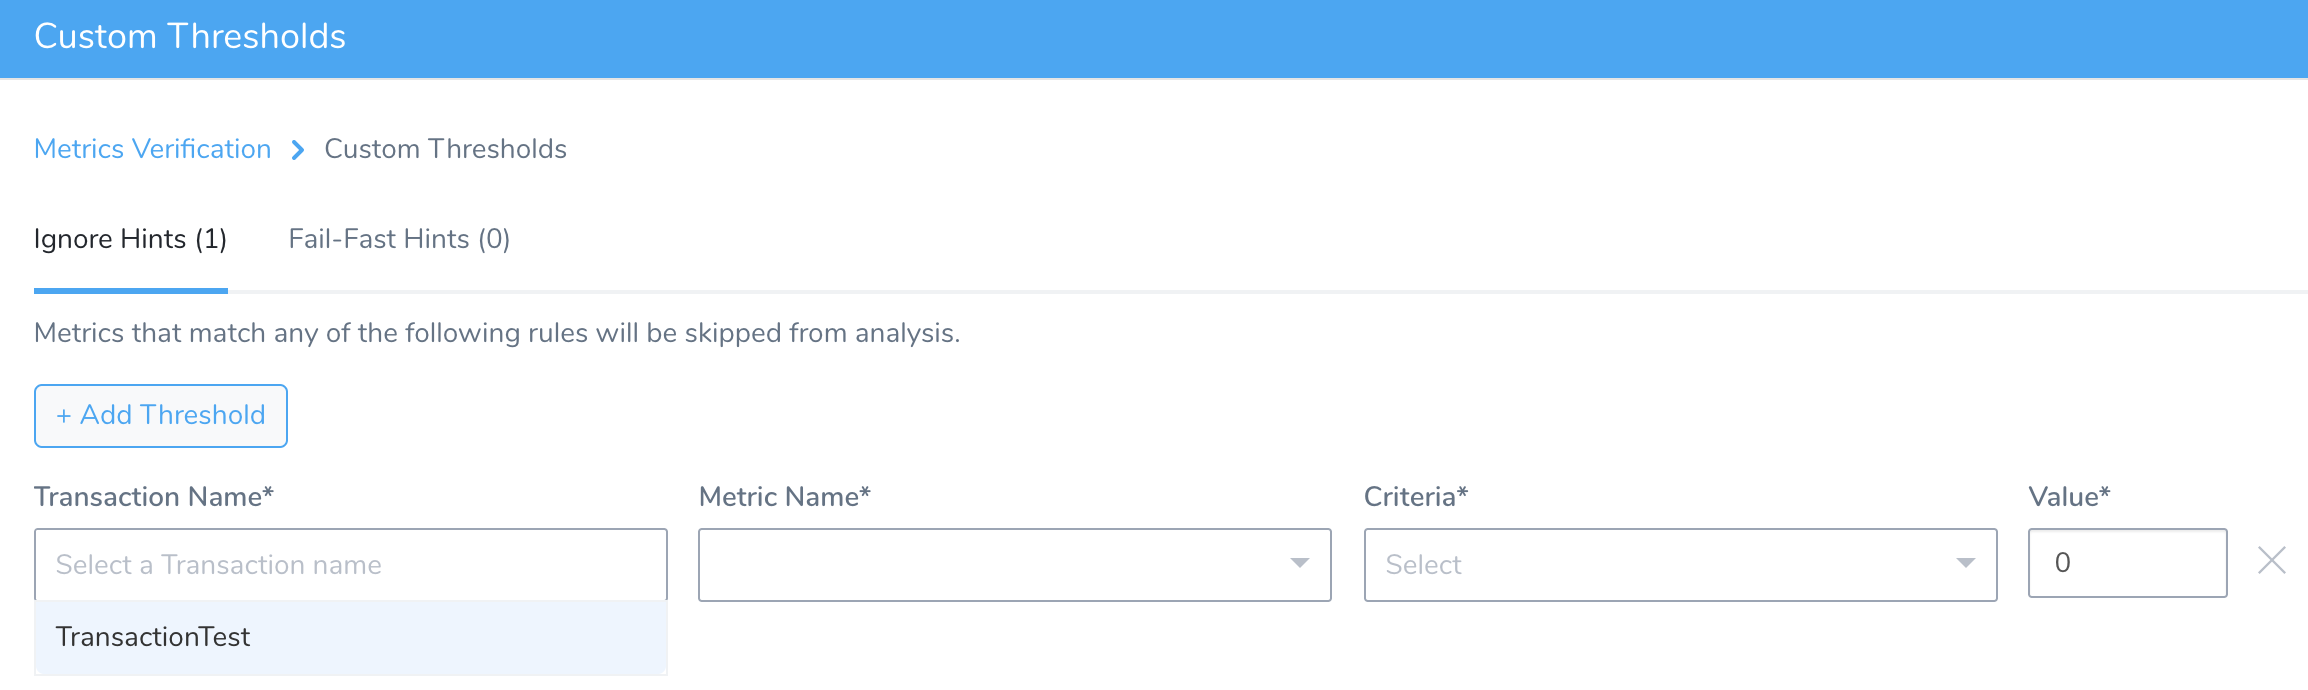 Custom Thresholds
Metrics Verification > Custom Thresholds
Ignore Hints (1) Fail-Fast Hints (0)
Metrics that match any of the following rules will be skipped from analysis.
+ Add Threshold
Transaction Name* Metric Name* Criteria* Value*
Select a Transaction name Select 0
TransactionTest